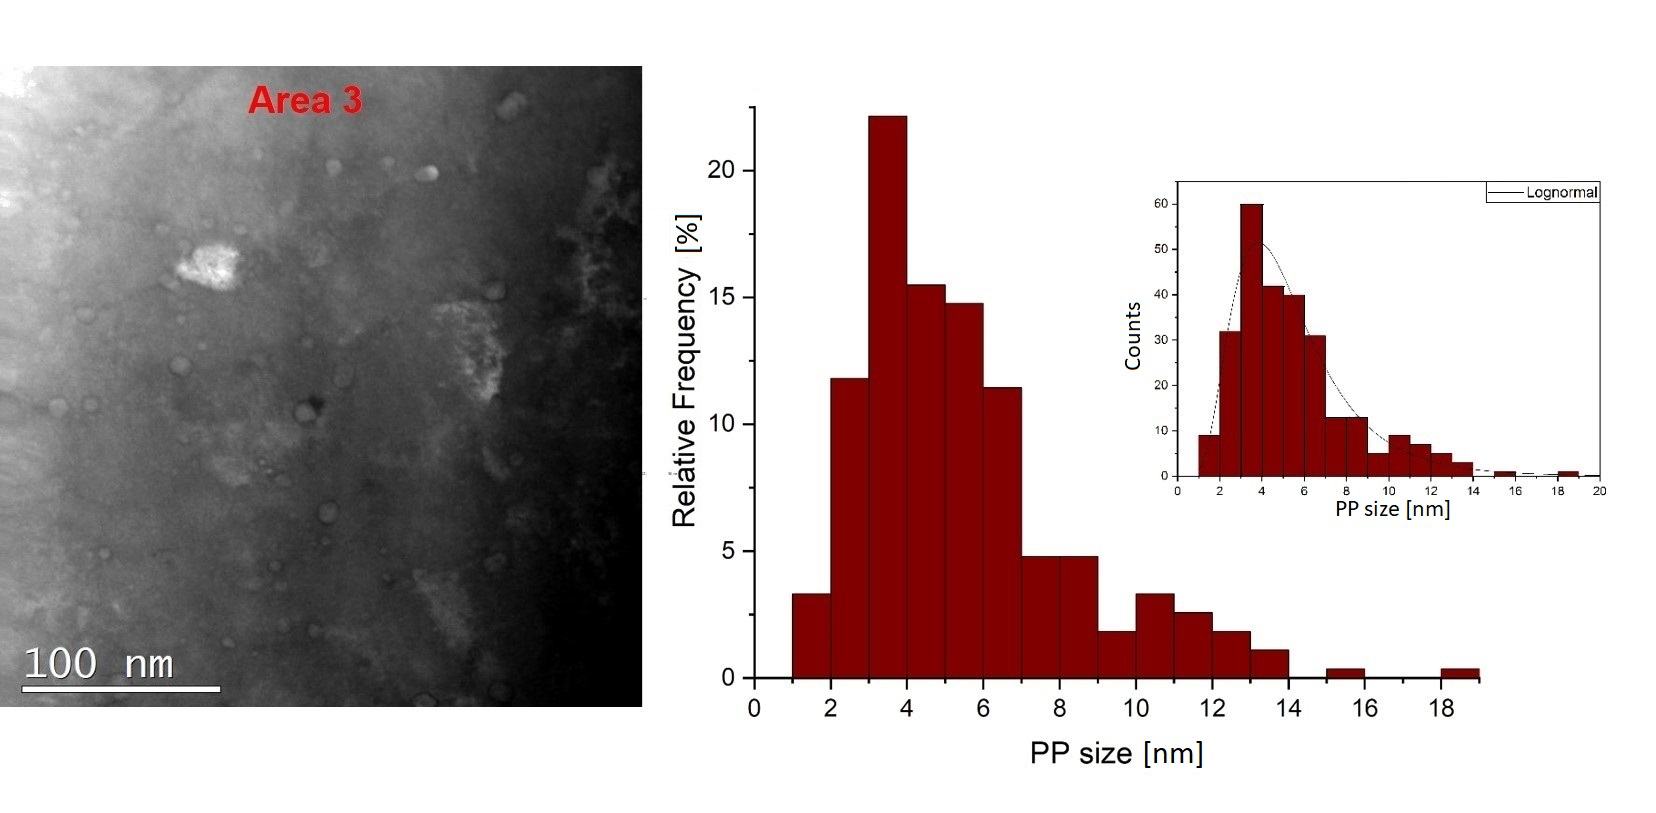 Area 3
100 nm
Relative Frequency [%]
20
15
10
5
0
0 2 4 6 8 10 12 14 16 18
PP size [nm]
Lognormal
Counts
60
50
40
30
20
10
0
0 2 4 6 8 10 12 14 16 18 20
PP size [nm]